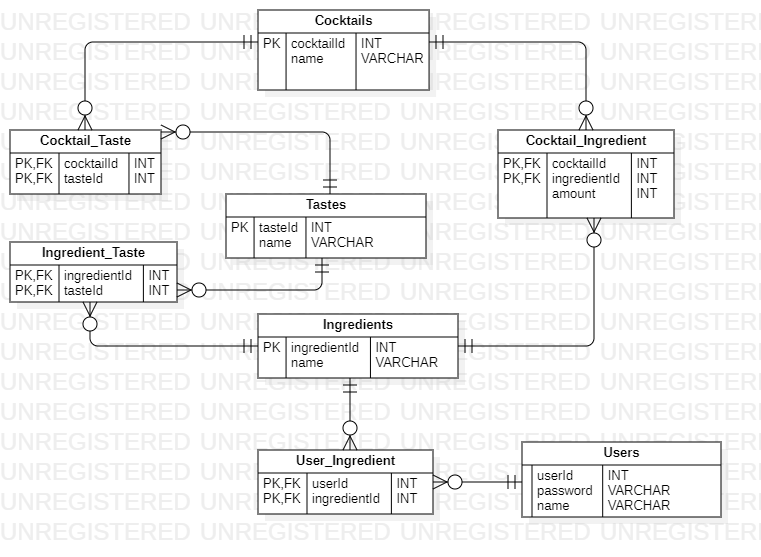 Cocktails
PK cocktailId INT
name VARCHAR
Cocktail_Taste
PK,FK cocktailId INT
PK,FK tasteId INT
Cocktail_Ingredient
PK,FK cocktailId INT
PK,FK ingredientId INT
amount INT
Tastes
PK tasteId INT
name VARCHAR
Ingredient_Taste
PK,FK ingredientId INT
PK,FK tasteId INT
Ingredients
PK ingredientId INT
name VARCHAR
User_Ingredient
PK,FK userId INT
PK,FK ingredientId INT
Users
userId INT
password VARCHAR
name VARCHAR
UNREGISTERED